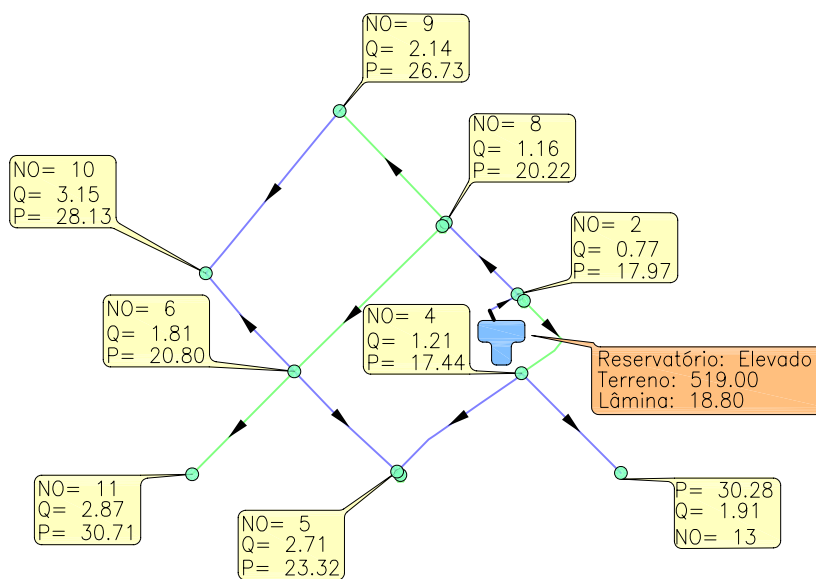 NO= 9
Q= 2.14
P= 26.73
NO= 8
Q= 1.16
P= 20.22
NO= 10
Q= 3.15
P= 28.13
NO= 2
Q= 0.77
P= 17.97
NO= 6
Q= 1.81
P= 20.80
NO= 4
Q= 1.21
P= 17.44
Reservatório: Elevado
Terreno: 519.00
Lâmina: 18.80
NO= 11
Q= 2.87
P= 30.71
NO= 5
Q= 2.71
P= 23.32
P= 30.28
Q= 1.91
NO= 13